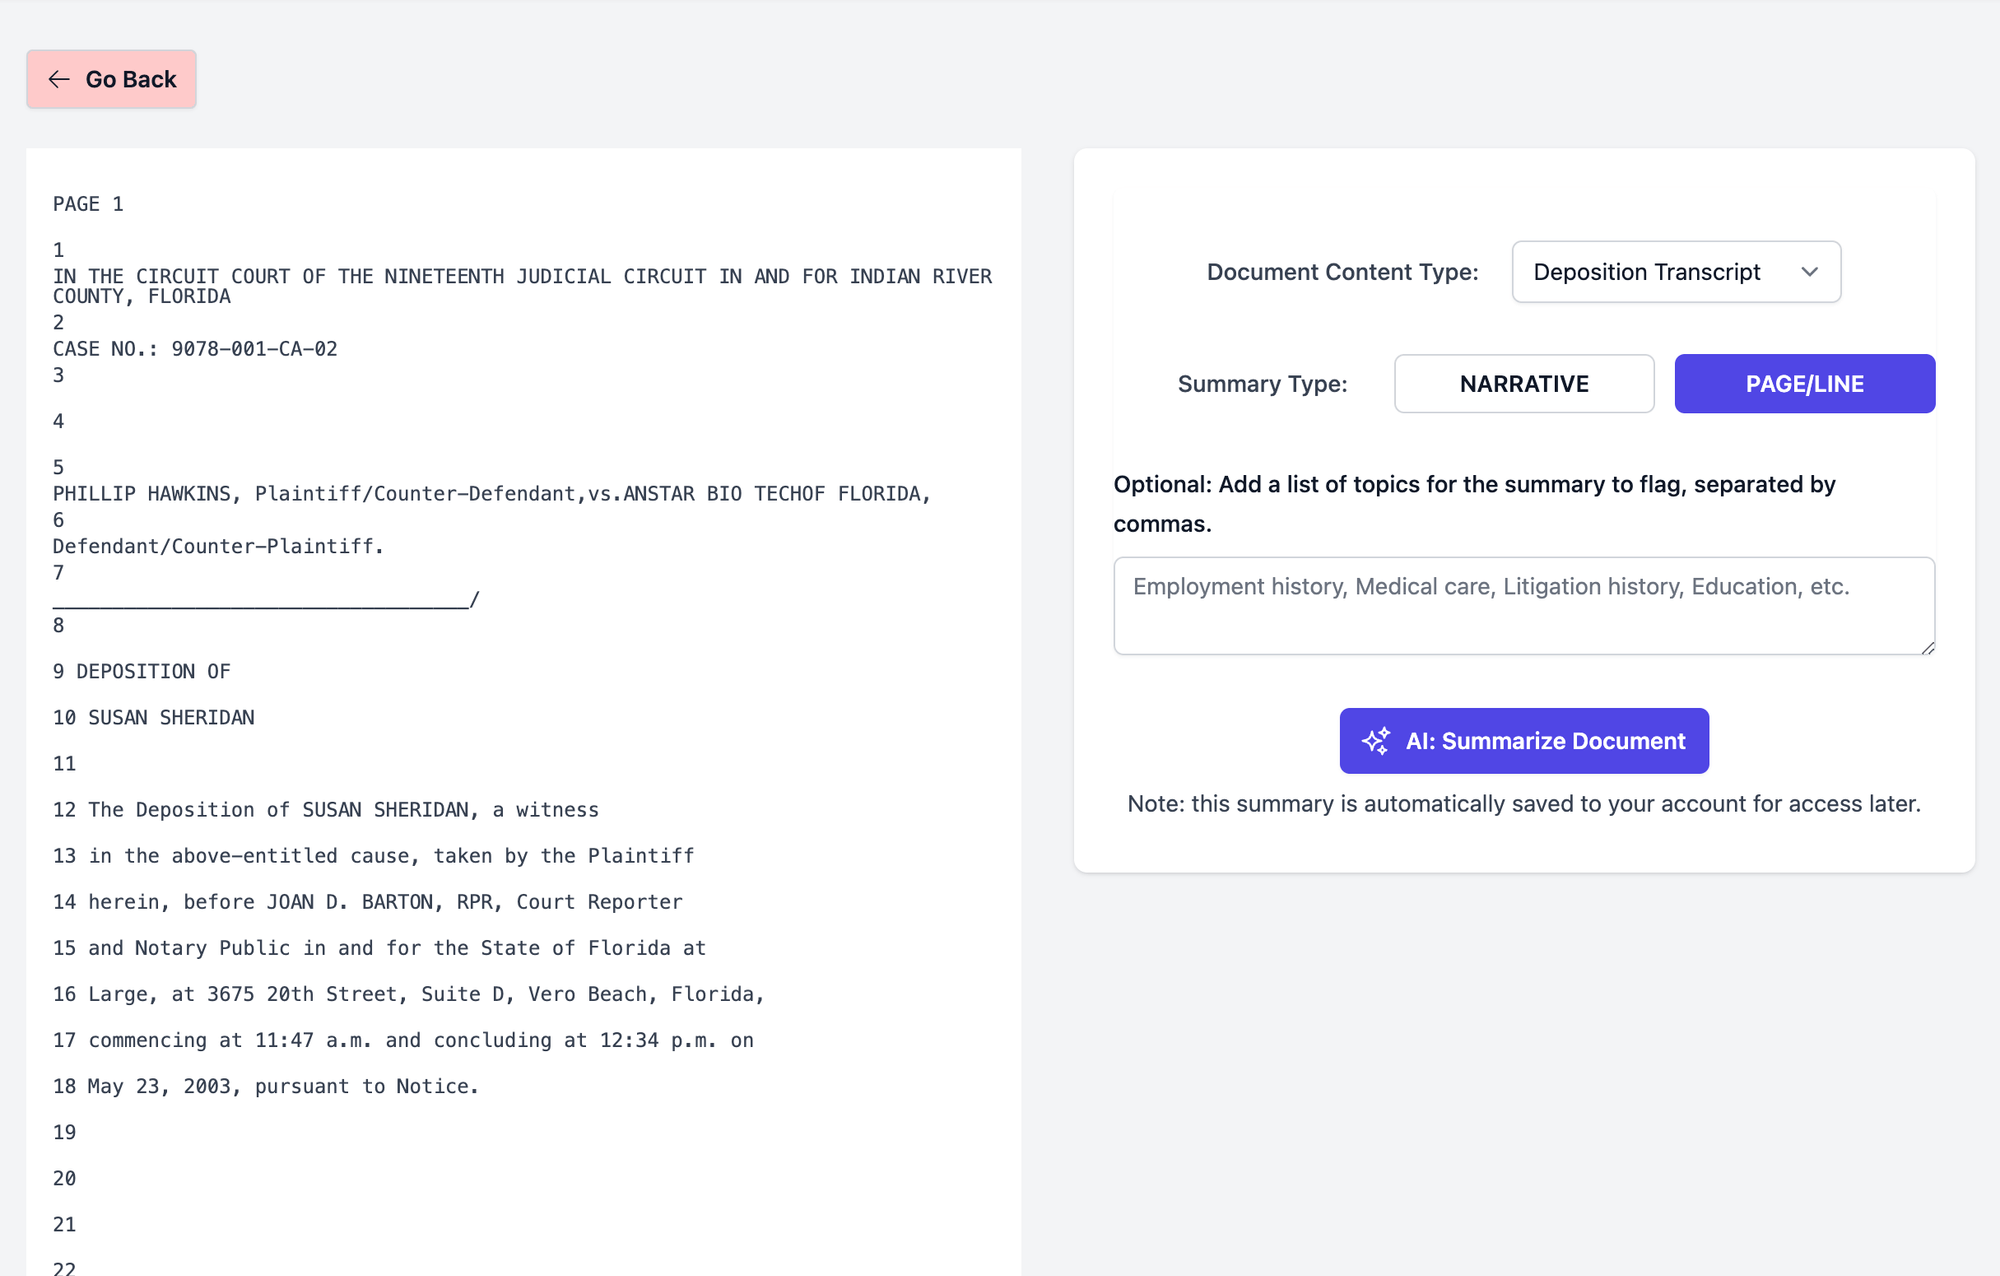 Go Back
PAGE 1
1
IN THE CIRCUIT COURT OF THE NINETEENTH JUDICIAL CIRCUIT IN AND FOR INDIAN RIVER
COUNTY, FLORIDA
2
CASE NO.: 9078-001-CA-02
3
4
5
PHILLIP HAWKINS, Plaintiff/Counter-Defendant,vs.ANSTAR BIO TECHOF FLORIDA,
6
Defendant/Counter-Plaintiff.
7
___________________________________/
8
9 DEPOSITION OF
10 SUSAN SHERIDAN
11
12 The Deposition of SUSAN SHERIDAN, a witness
13 in the above-entitled cause, taken by the Plaintiff
14 herein, before JOAN D. BARTON, RPR, Court Reporter
15 and Notary Public in and for the State of Florida at
16 Large, at 3675 20th Street, Suite D, Vero Beach, Florida,
17 commencing at 11:47 a.m. and concluding at 12:34 p.m. on
18 May 23, 2003, pursuant to Notice.
19
20
21
22
Document Content Type: Deposition Transcript
Summary Type: NARRATIVE PAGE/LINE
Optional: Add a list of topics for the summary to flag, separated by
commas.
Employment history, Medical care, Litigation history, Education, etc.
AI: Summarize Document
Note: this summary is automatically saved to your account for access later.